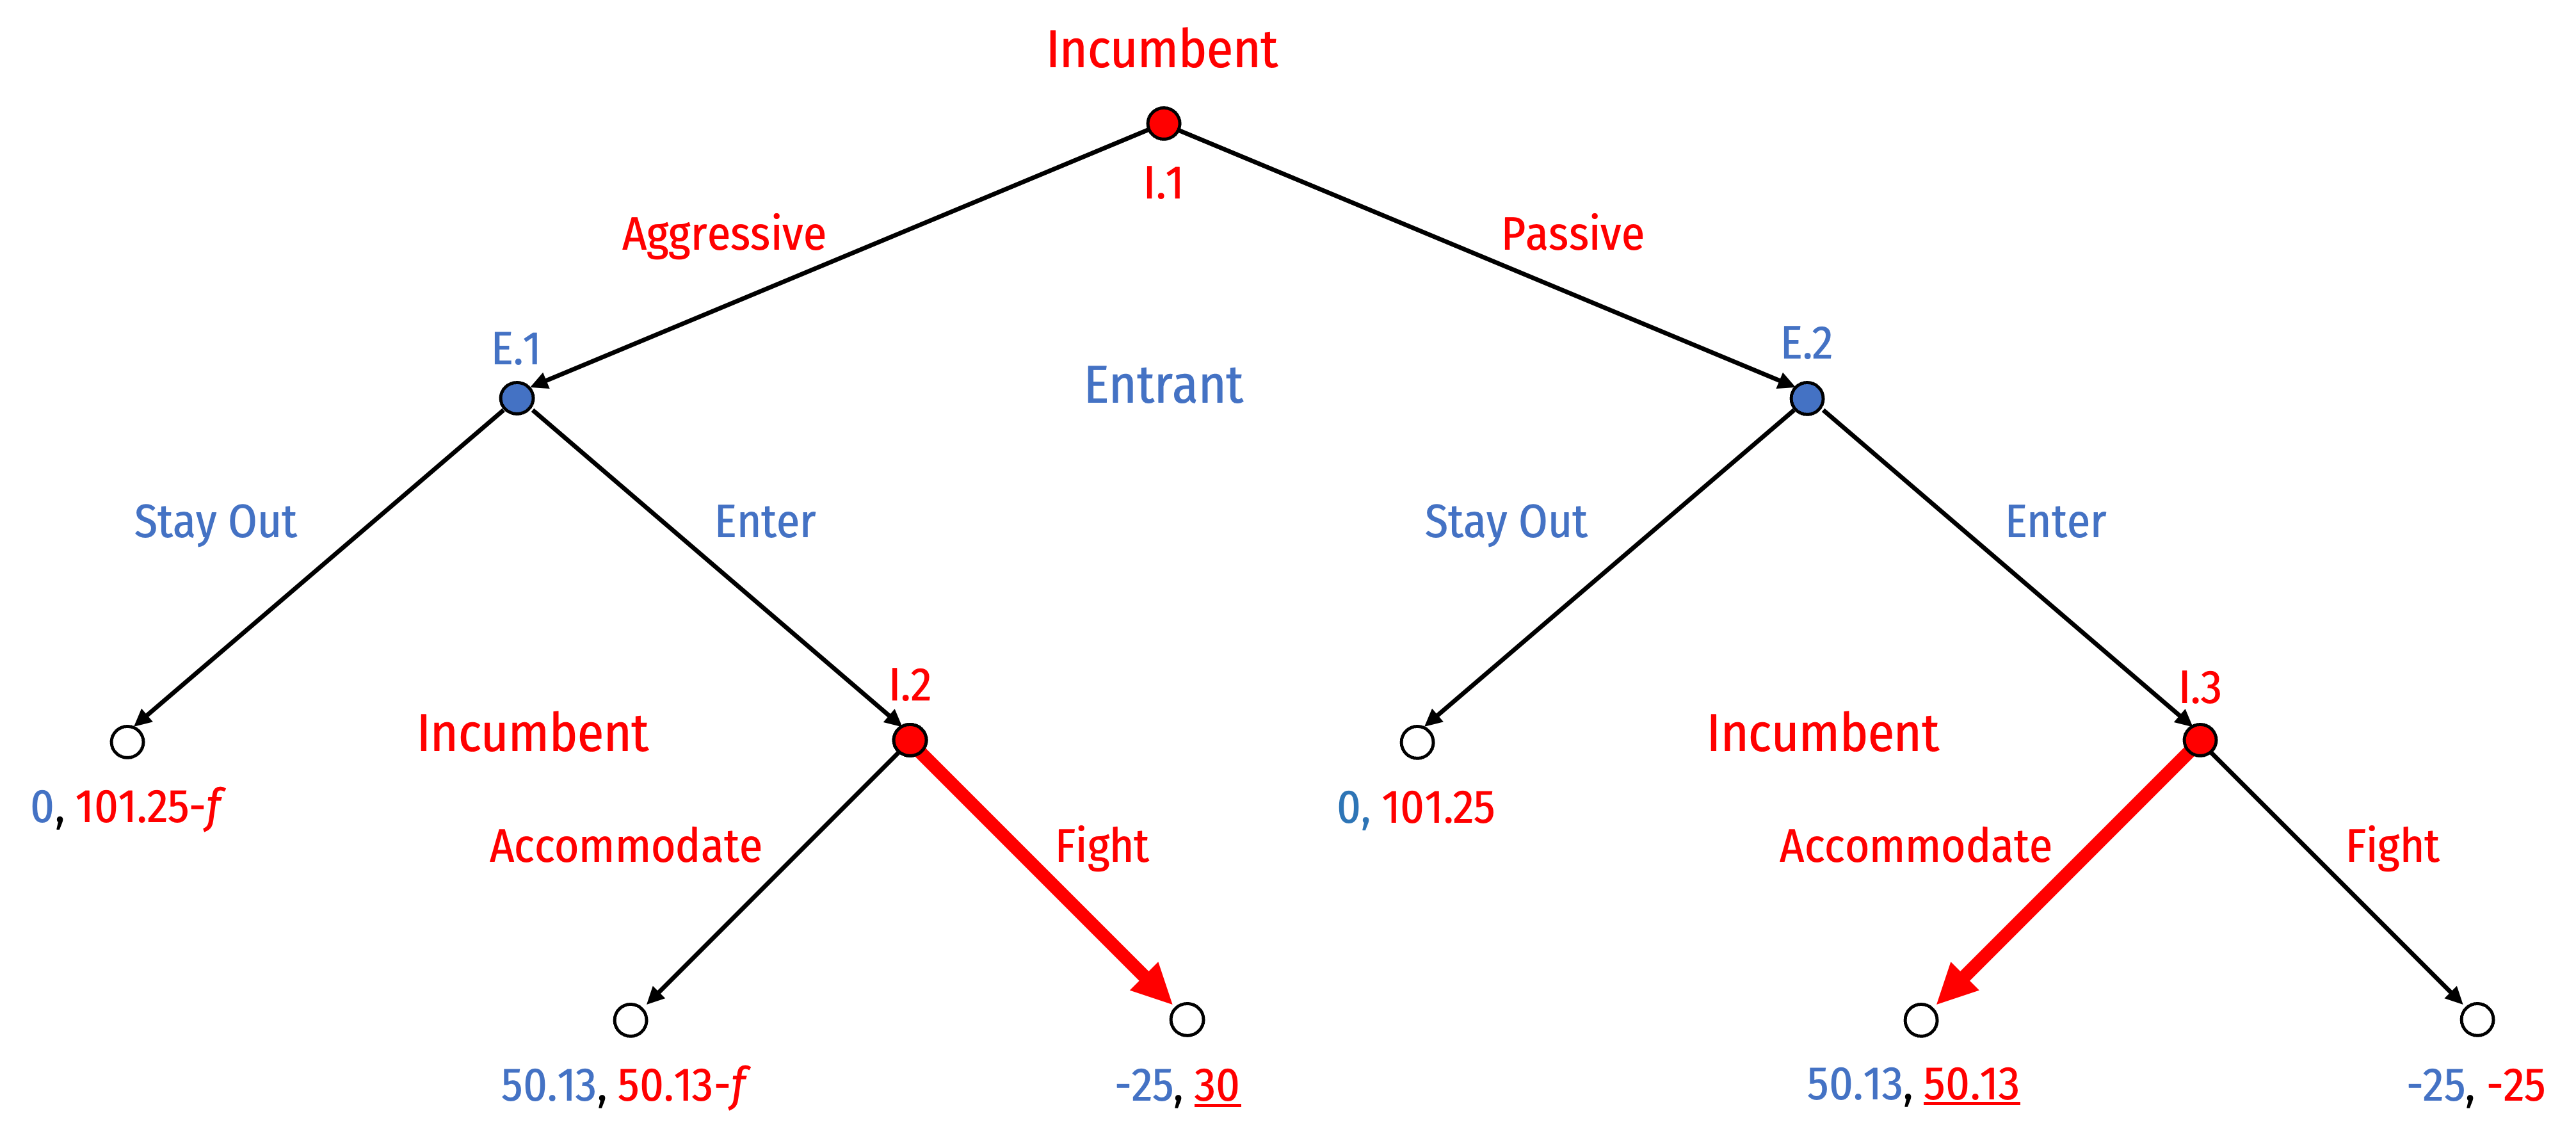 Incumbent
I.1
Aggressive
Passive
E.1
Entrant
E.2
Stay Out
Enter
Stay Out
Enter
I.2
I.3
Incumbent
Incumbent
0, 101.25-f
0, 101.25
Accommodate
Fight
Accommodate
Fight
50.13, 50.13-f
-25, 30
50.13, 50.13
-25, -25